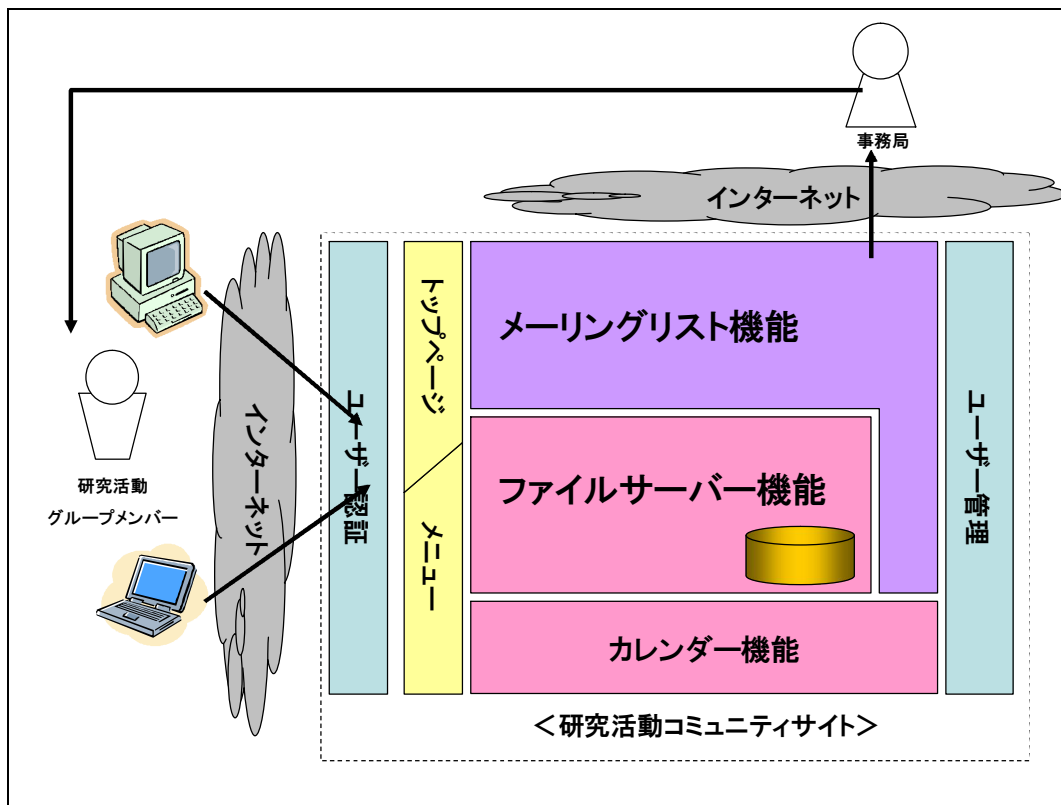 事務局
インターネット
トップページ
メーリングリスト機能
ユーザー認証
ユーザー管理
インターネット
研究活動
グループメンバー
ファイルサーバー機能
メニュー
カレンダー機能
＜研究活動コミュニティサイト＞